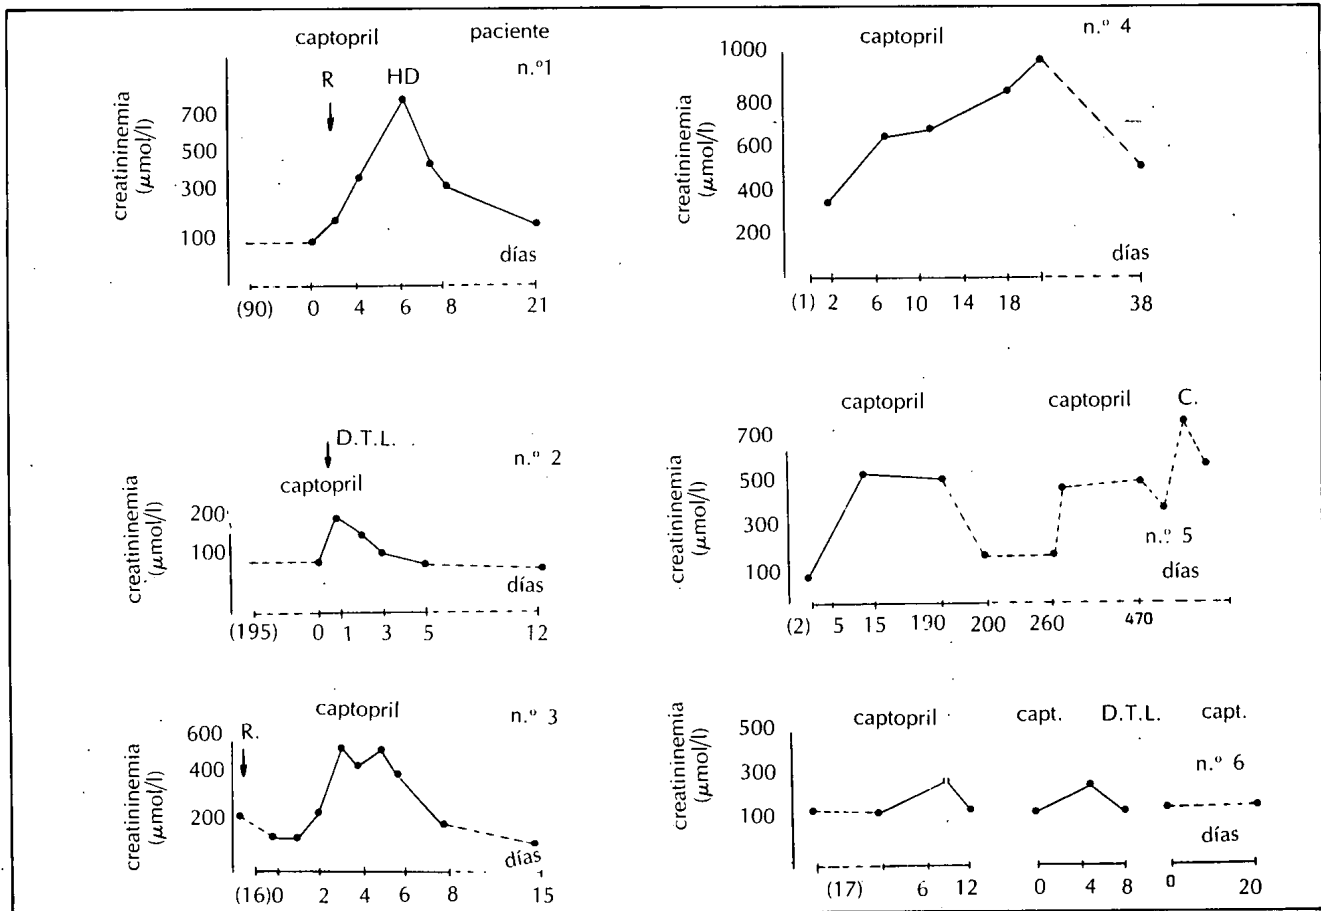 captopril paciente
n.º1
R HD
700
500
300
100
creatininemia
(µmol/l)
días
(90) 0 4 6 8 21
D.T.L.
n.º 2
captopril
200
100
creatininemia
(µmol/l)
días
(195) 0 1 3 5 12
captopril
n.º 3
R.
600
400
200
creatininemia
(µmol/l)
días
(16) 0 2 4 6 8 15
captopril
n.º 4
1000
800
600
400
200
creatininemia
(µmol/l)
días
(1) 2 6 10 14 18 38
captopril captopril C.
700
500
300
100
creatininemia
(µmol/l)
n.º 5
días
(2) 5 15 190 200 260 470
captopril capt. D.T.L. capt.
n.º 6
500
300
100
creatininemia
(µmol/l)
días
(17) 6 12 0 4 8 0 20